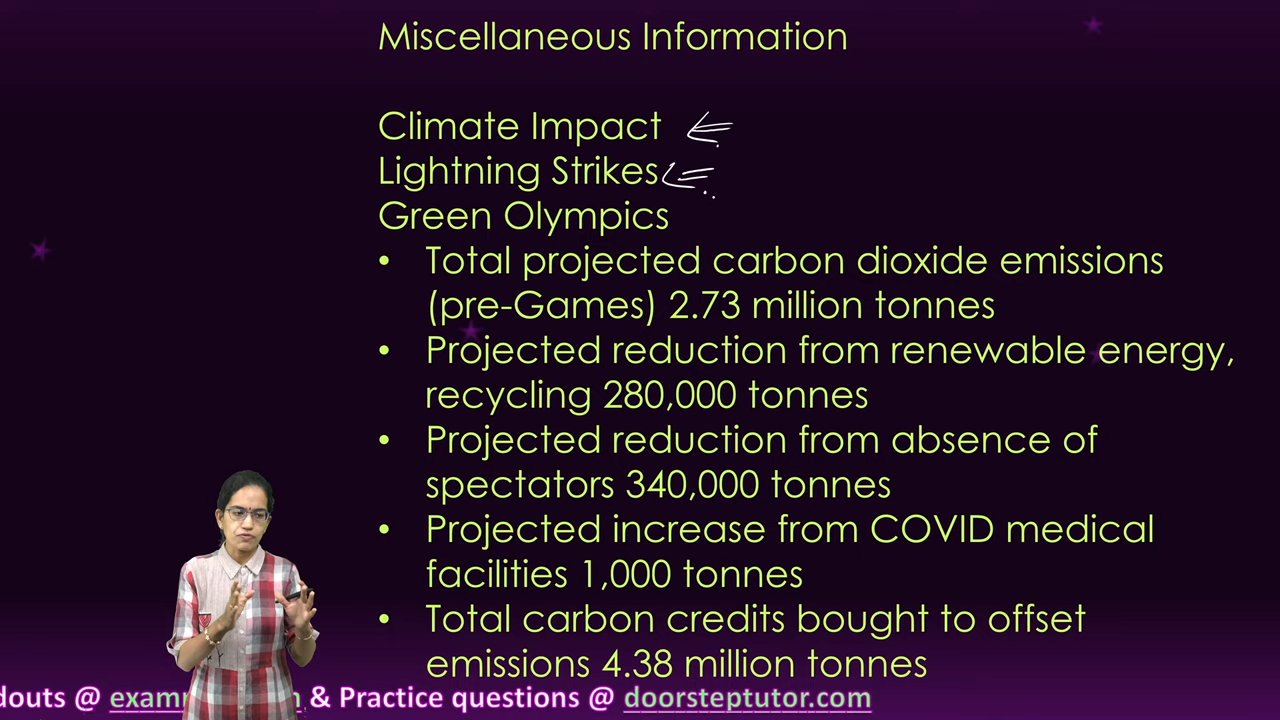 Miscellaneous Information
Climate Impact
Lightning Strikes
Green Olympics
• Total projected carbon dioxide emissions
(pre-Games) 2.73 million tonnes
• Projected reduction from renewable energy,
recycling 280,000 tonnes
• Projected reduction from absence of
spectators 340,000 tonnes
• Projected increase from COVID medical
facilities 1,000 tonnes
• Total carbon credits bought to offset
emissions 4.38 million tonnes
douts @ & Practice questions @ doorsteptutor.com